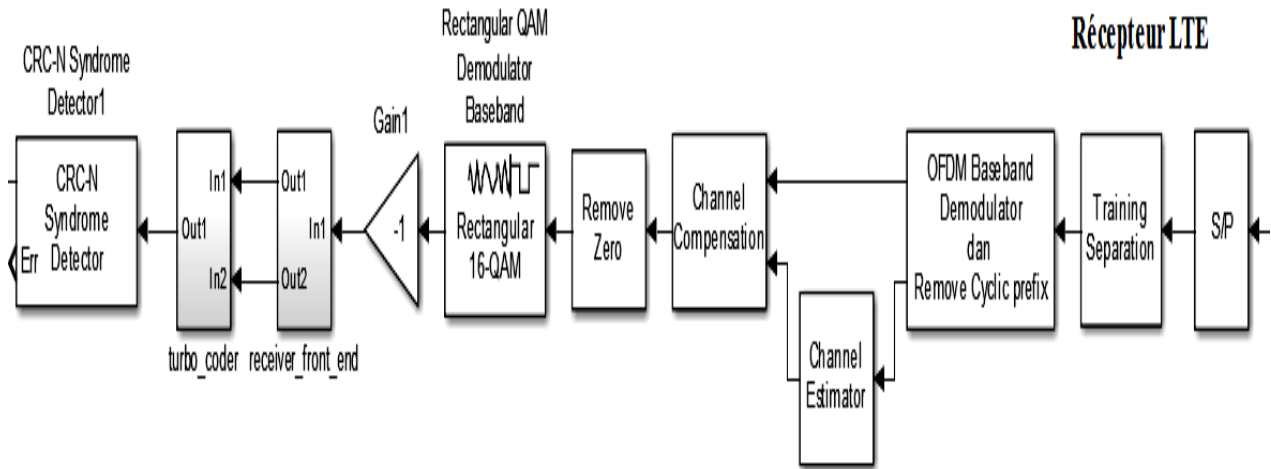 Récepteur LTE
CRC-N Syndrome
Detector1
CRC-N
Syndrome
Detector
Err
In1
Out1
In2
turbo_coder
Out1
In1
Out2
receiver_front_end
Gain1
-1
Rectangular QAM
Demodulator
Baseband
Rectangular
16-QAM
Remove
Zero
Channel
Compensation
Channel
Estimator
OFDM Baseband
Demodulator
dan
Remove Cyclic prefix
Training
Separation
S/P